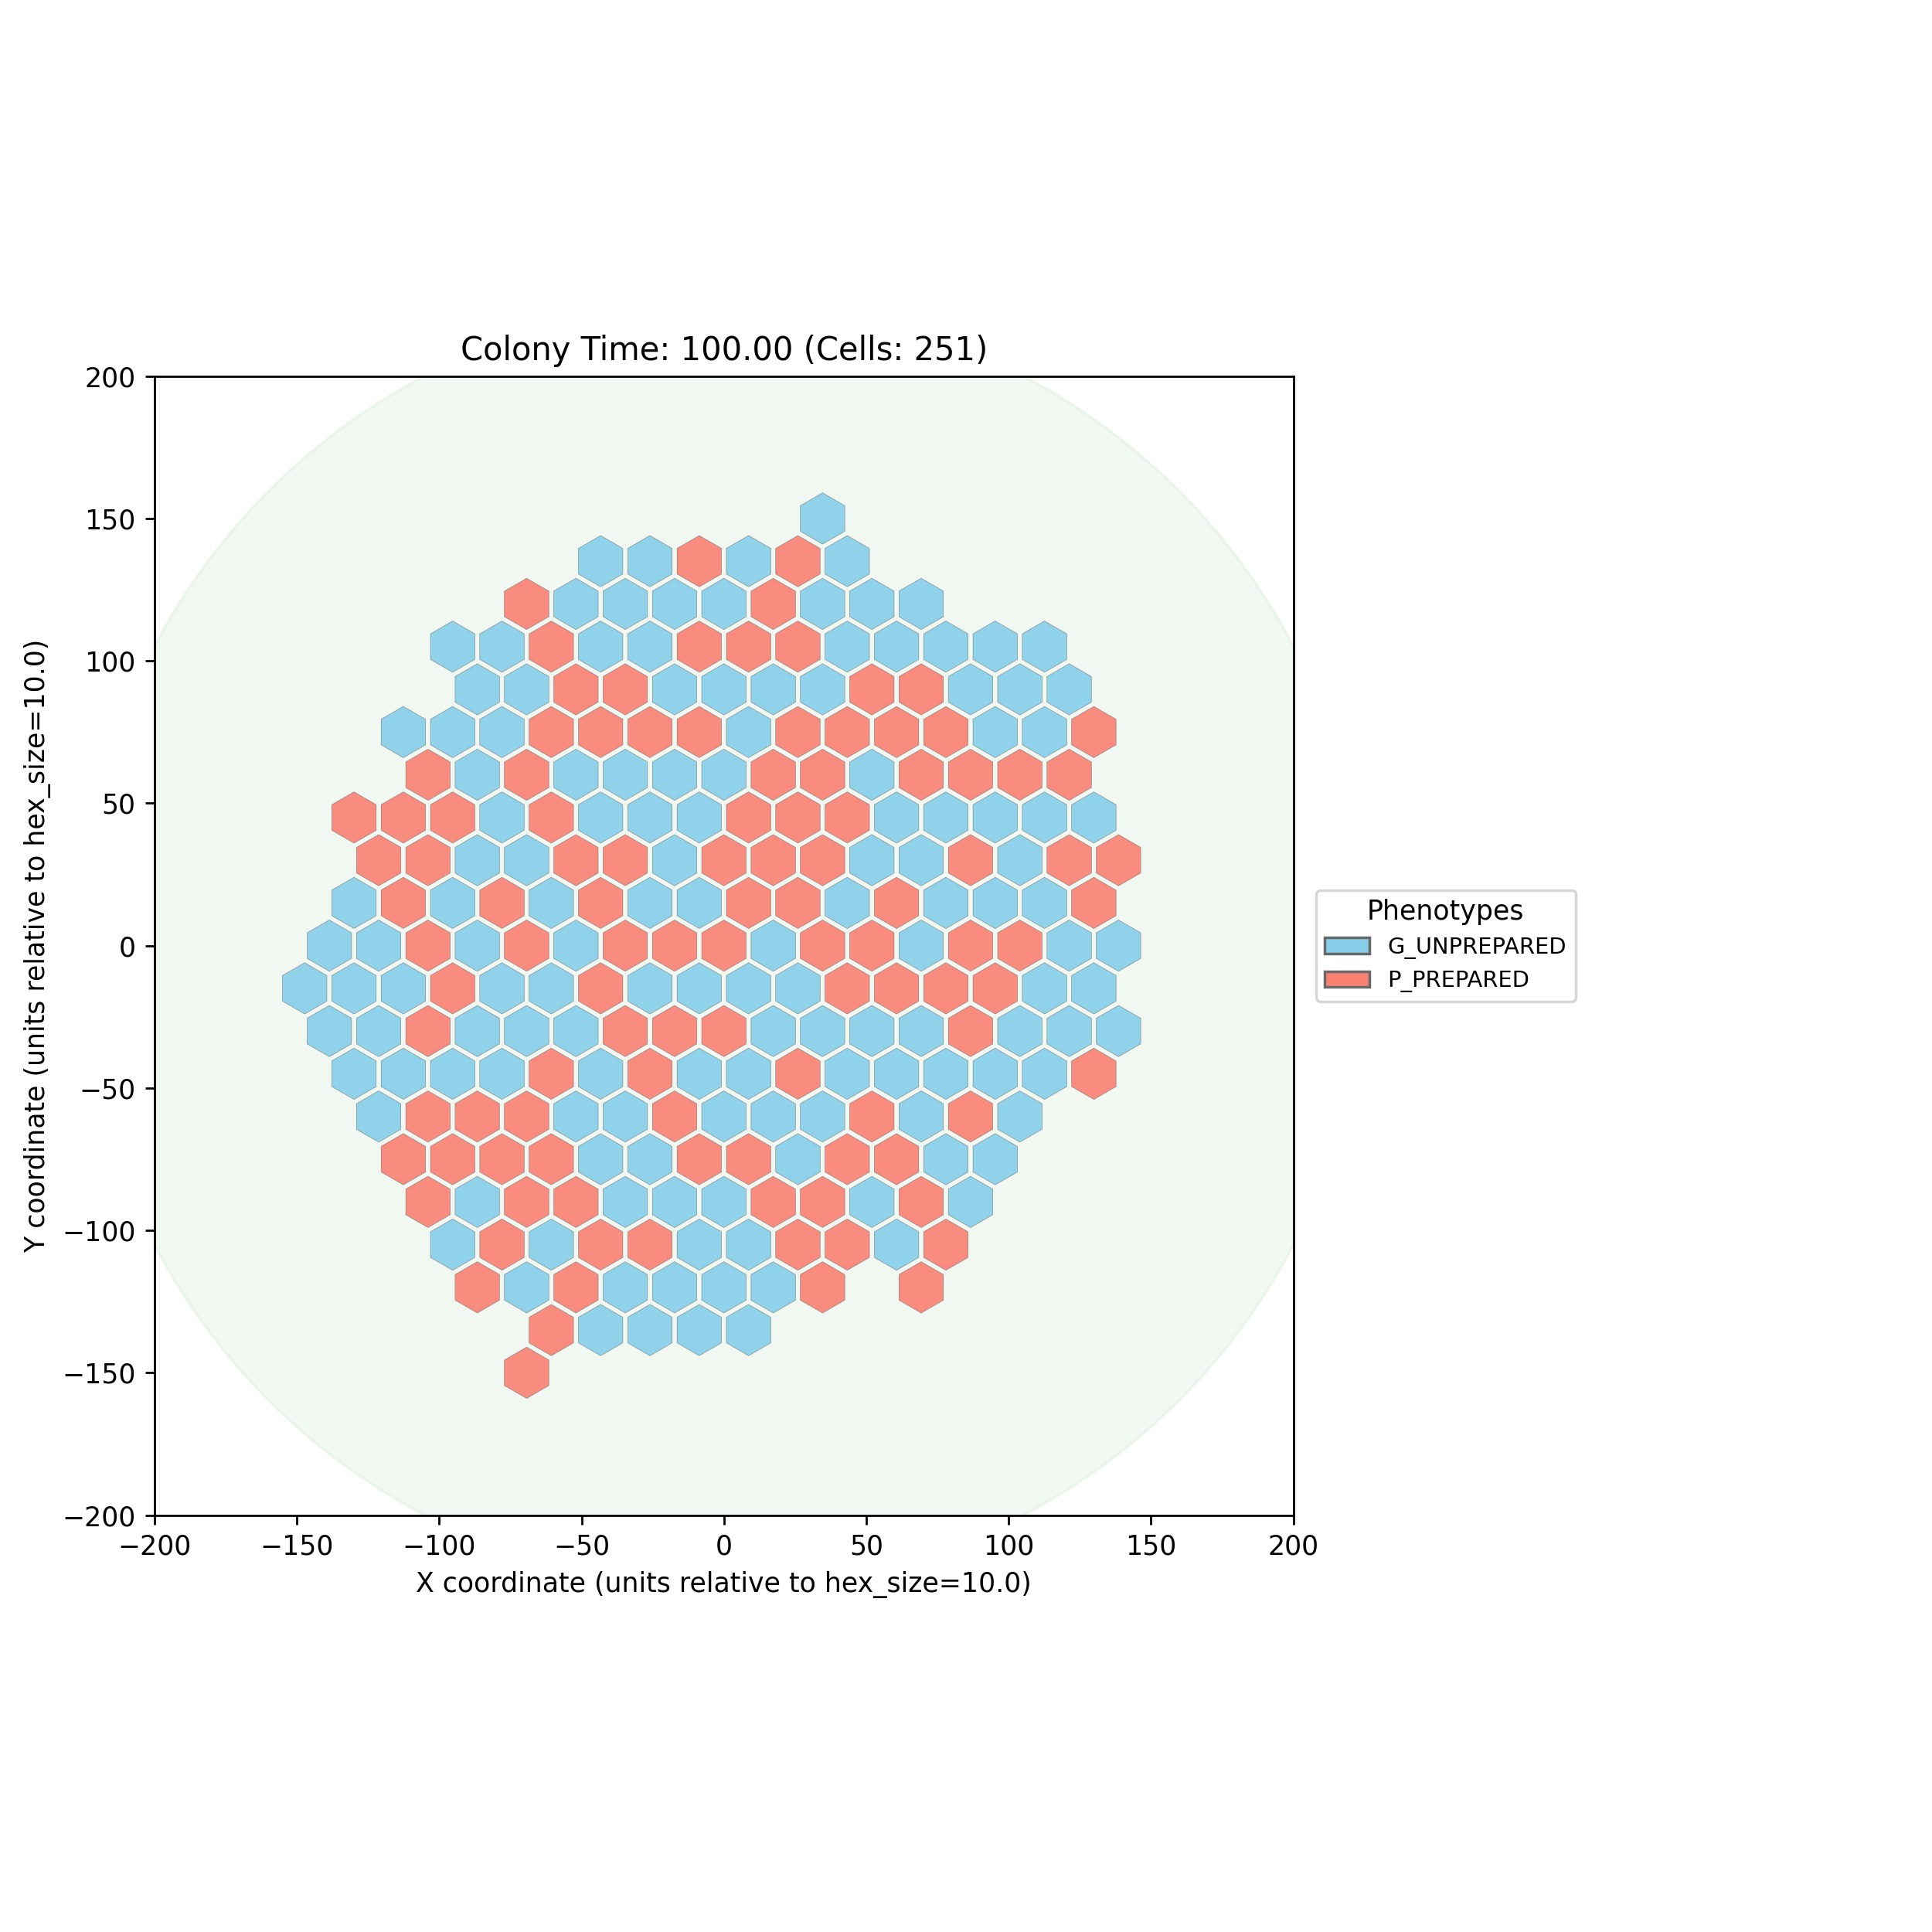 Colony Time: 100.00 (Cells: 251)
Y coordinate (units relative to hex_size=10.0)
200
150
100
50
0
−50
−100
−150
−200
−200 −150 −100 −50 0 50 100 150 200
X coordinate (units relative to hex_size=10.0)
Phenotypes
G_UNPREPARED
P_PREPARED